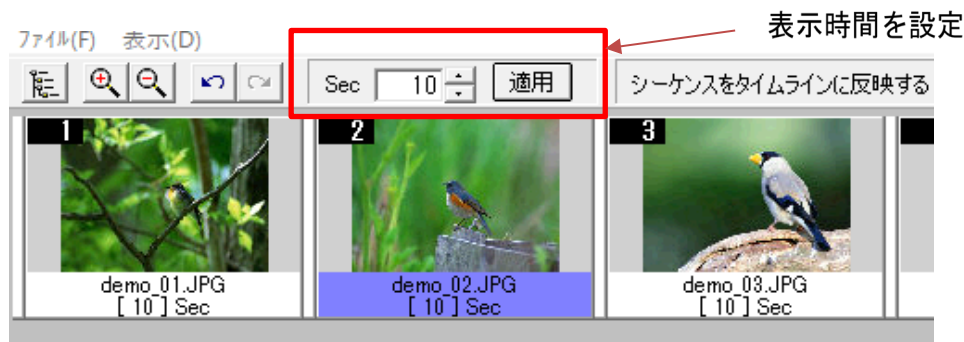 表示時間を設定
ﾌｧｲﾙ(F) 表示(D)
Sec 10 適用 シーケンスをタイムラインに反映する
1 2 3
demo_01.JPG demo_02.JPG demo_03.JPG
[ 10 ] Sec [ 10 ] Sec [ 10 ] Sec